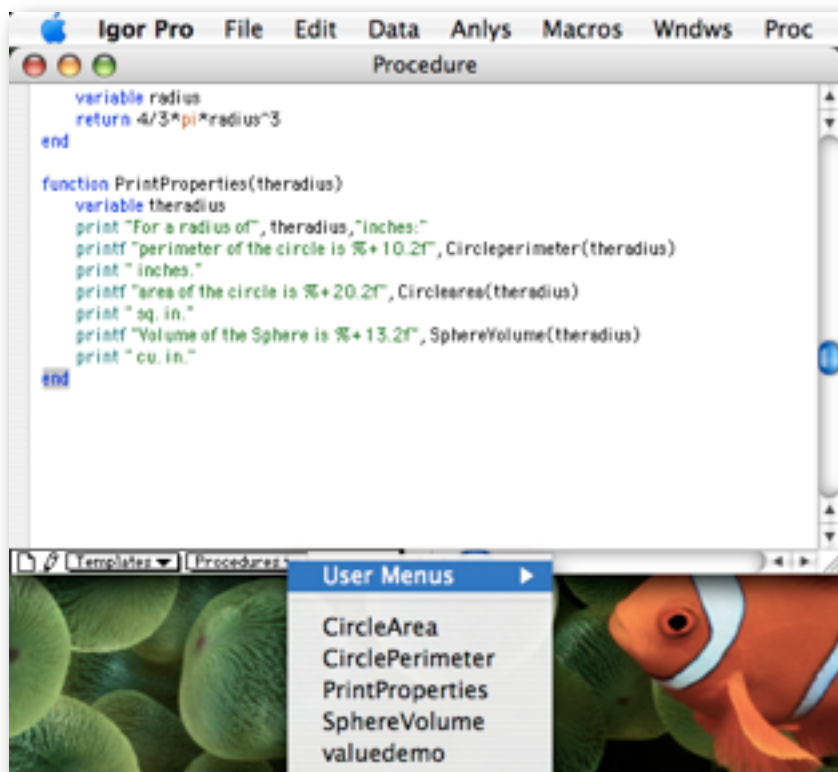 Igor Pro File Edit Data Anlys Macros Wndws Proc
Procedure
variable radius
return 4/3*pi*radius^3
end
function PrintProperties(theradius)
variable theradius
print "For a radius of", theradius,"inches:"
printf "perimeter of the circle is %+10.2f", Circleperimeter(theradius)
print " inches."
printf "area of the circle is %+20.2f", Circlearea(theradius)
print " sq. in."
printf "Volume of the Sphere is %+13.2f", SphereVolume(theradius)
print " cu. in."
end
Templates Procedures
User Menus
CircleArea
CirclePerimeter
PrintProperties
SphereVolume
valuedemo